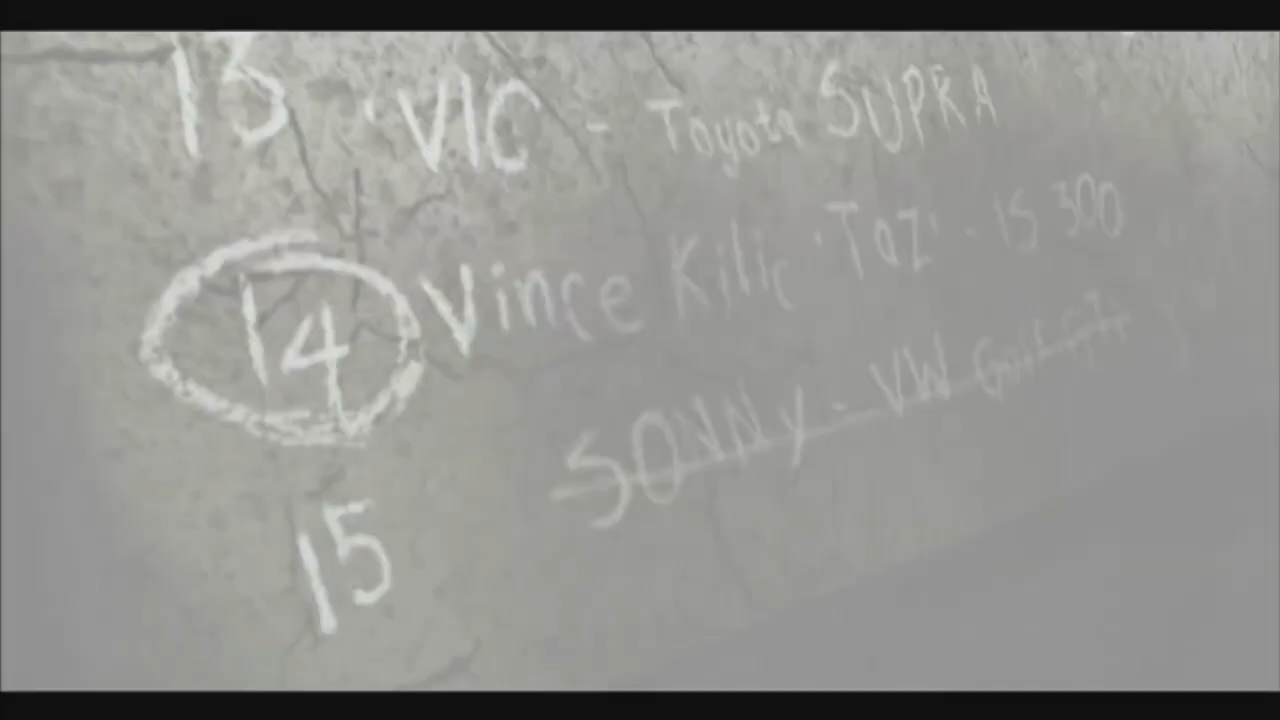 13 'VIC - Toyota SUPRA
14 Vince Kilic 'TaZ' - IS 300
SONNY - VW Golf GTi
15